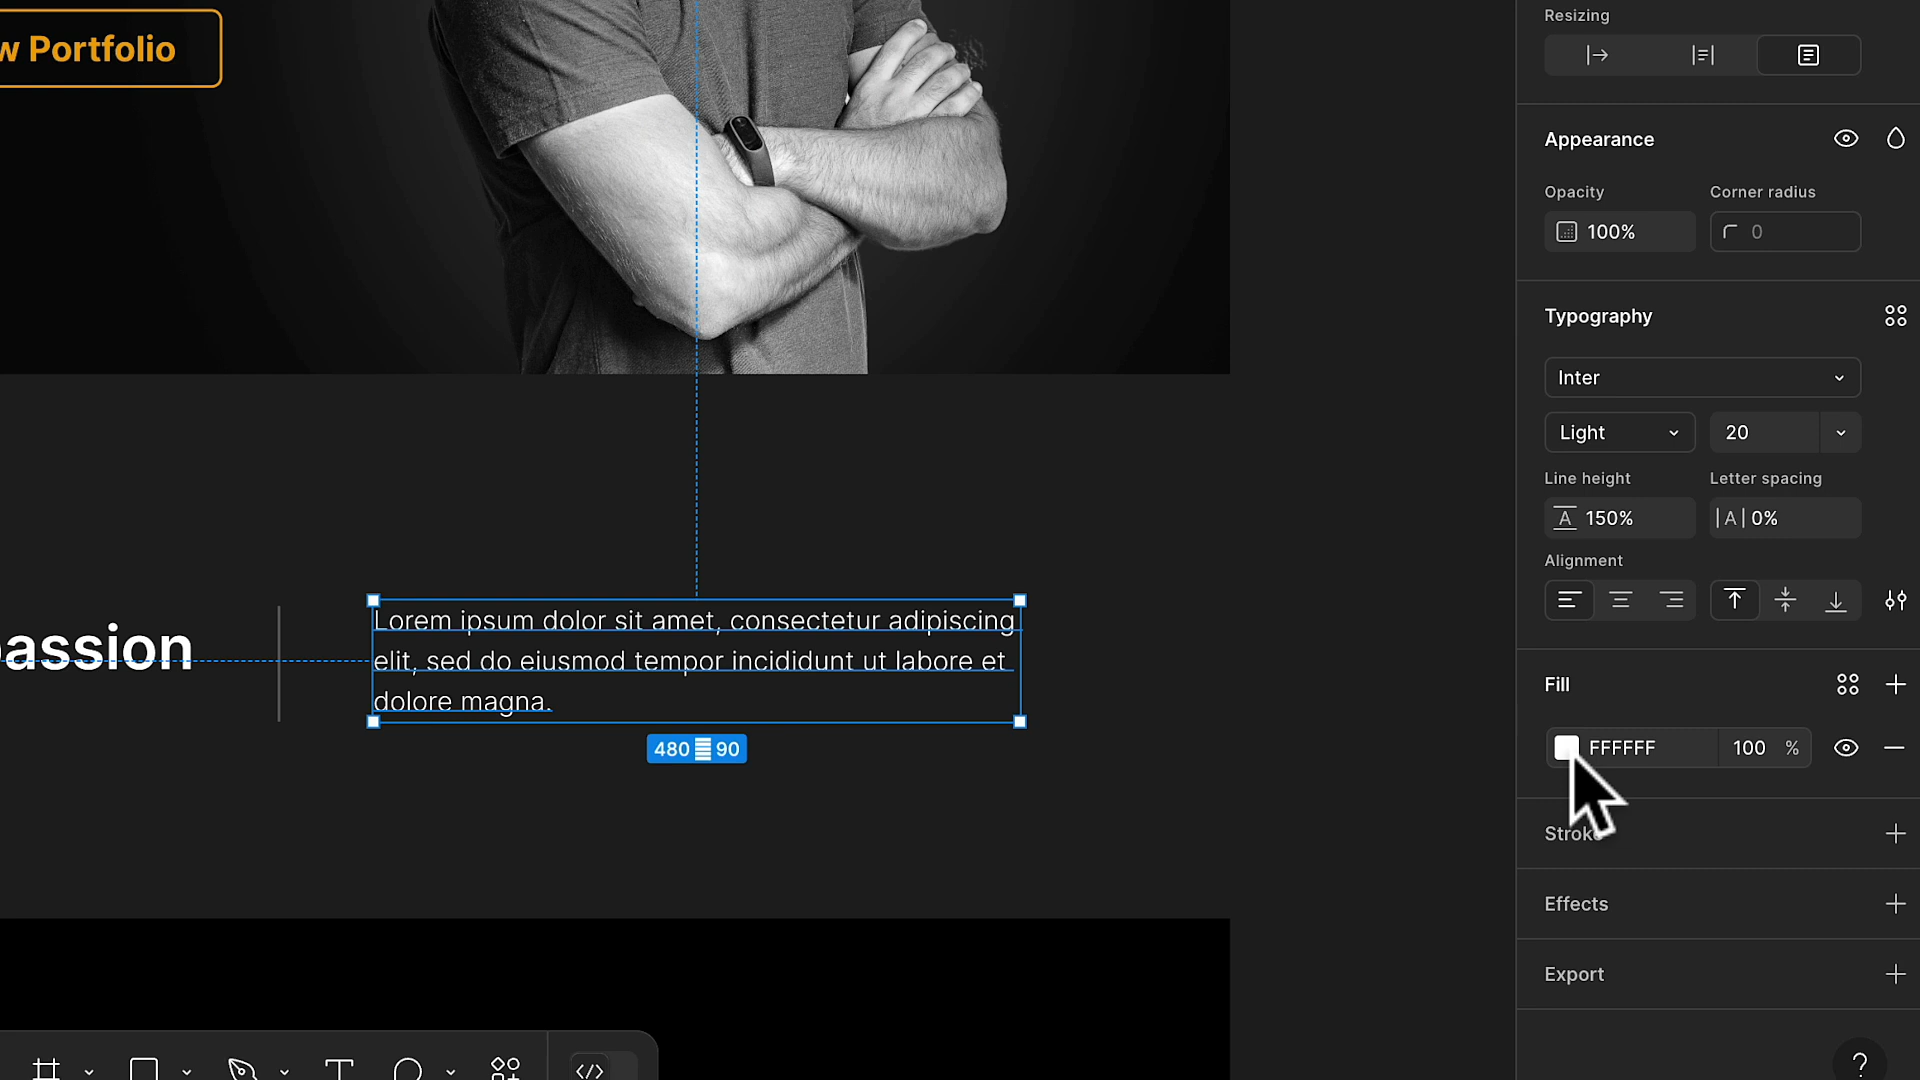 w Portfolio
passion
Lorem ipsum dolor sit amet, consectetur adipiscing
elit, sed do eiusmod tempor incididunt ut labore et
dolore magna.
480 90
Resizing
Appearance
Opacity
Corner radius
100%
0
Typography
Inter
Light
20
Line height
Letter spacing
150%
0%
Alignment
Fill
FFFFFF
100
%
Stroke
Effects
Export
?